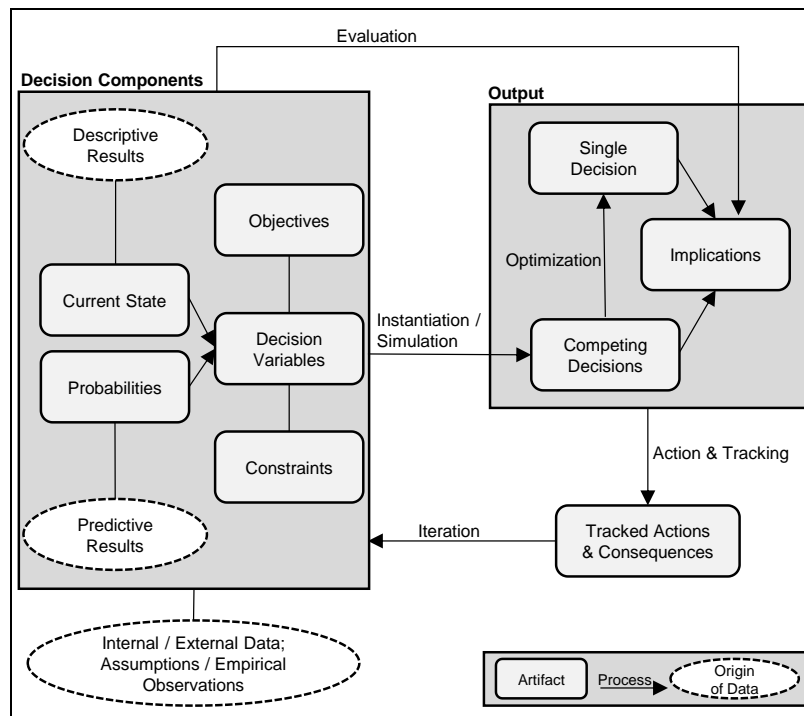 Evaluation
Decision Components
Descriptive
Results
Objectives
Current State
Decision
Variables
Probabilities
Constraints
Predictive
Results
Instantiation /
Simulation
Output
Single
Decision
Optimization
Implications
Competing
Decisions
Action & Tracking
Tracked Actions
& Consequences
Iteration
Internal / External Data;
Assumptions / Empirical
Observations
Artifact
Process
Origin
of Data